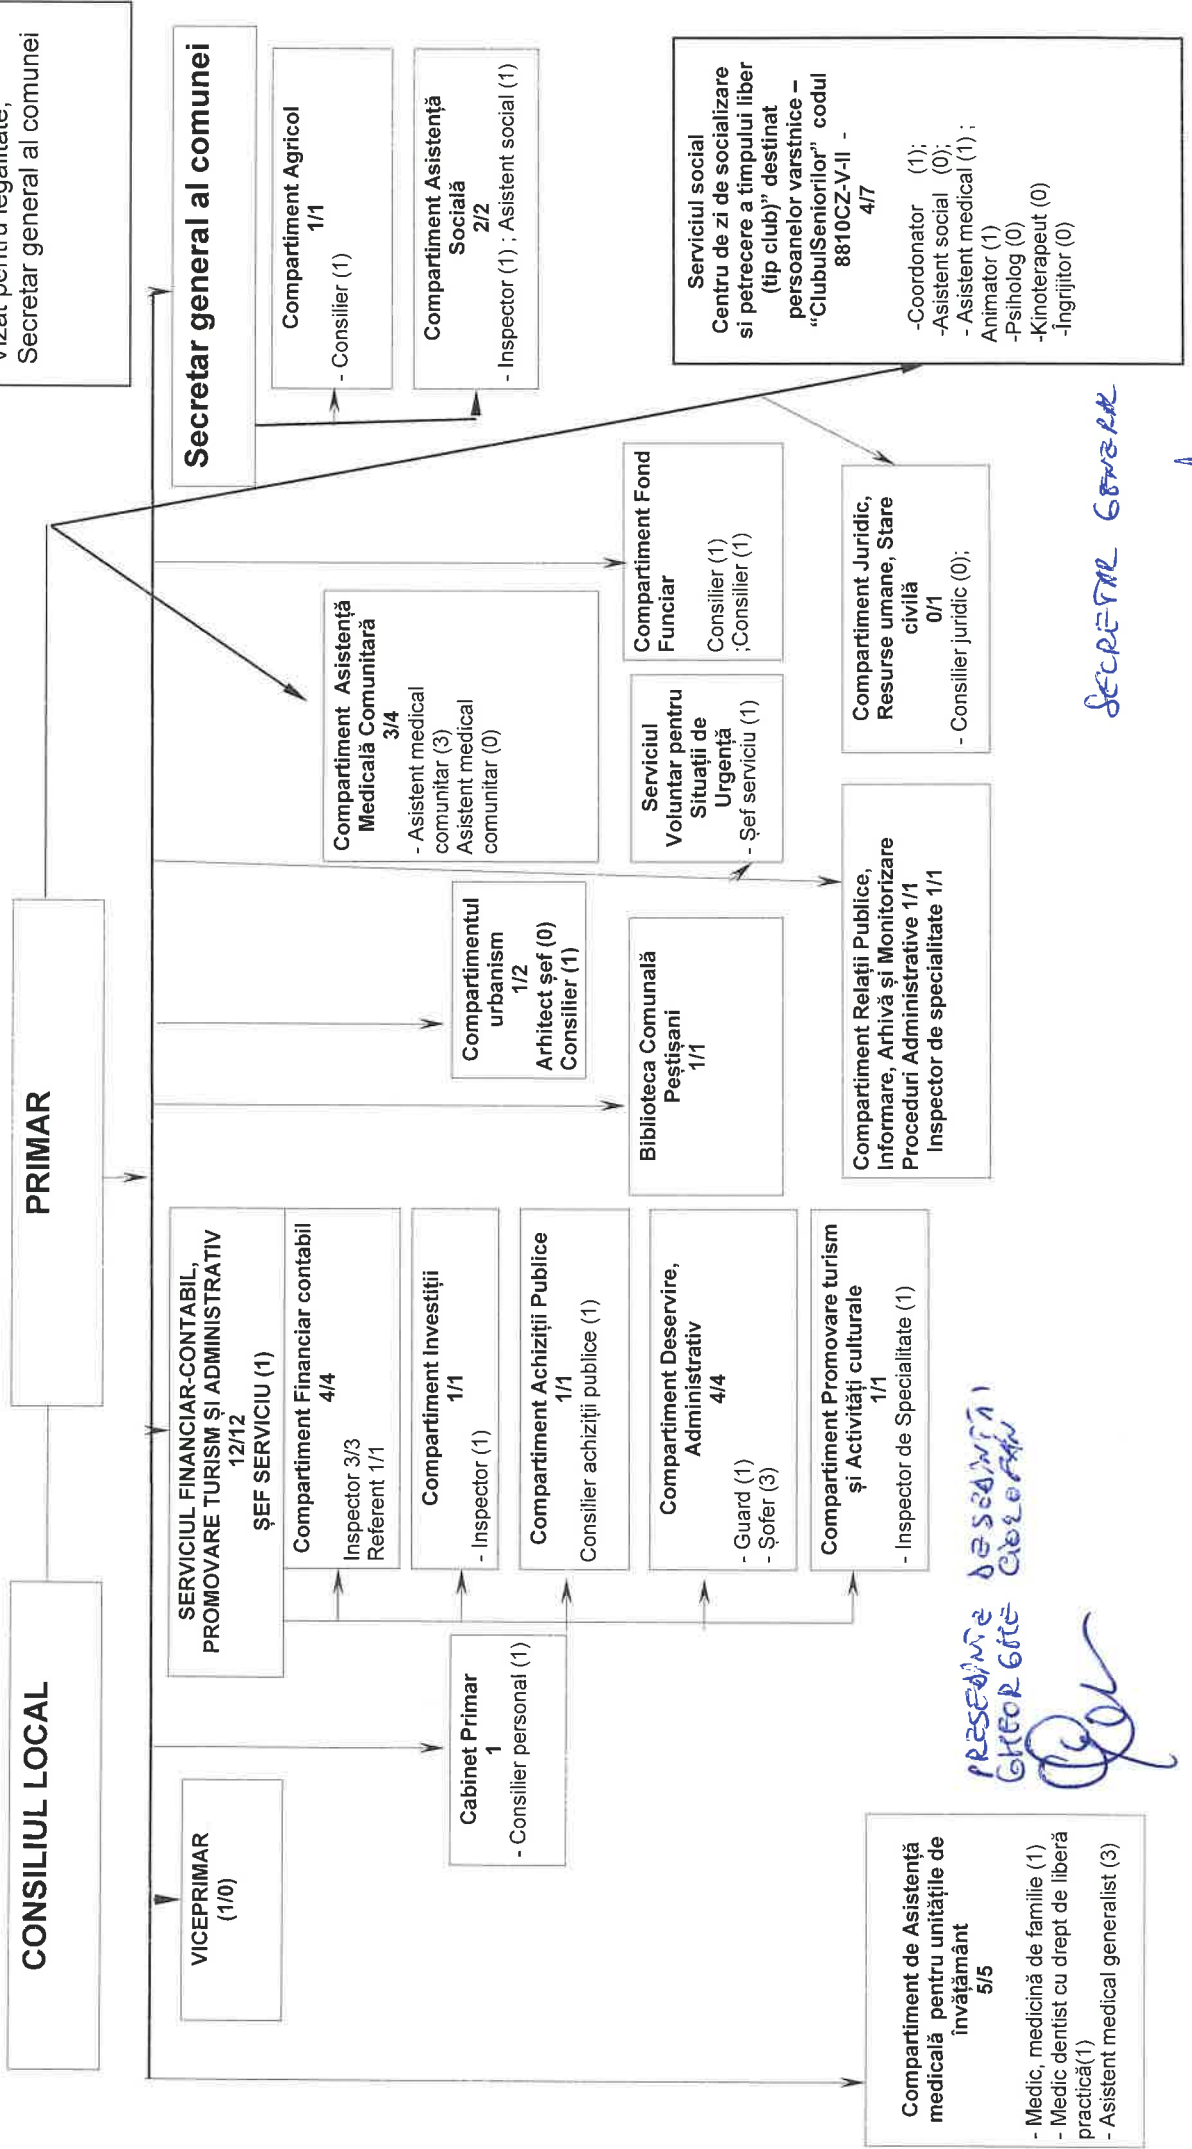 Vizat pentru legalitate,
Secretar general al comunei
CONSILIUL LOCAL
PRIMAR
VICEPRIMAR
(1/0)
SERVICIUL FINANCIAR-CONTABIL,
PROMOVARE TURISM ȘI ADMINISTRATIV
12/12
ȘEF SERVICIU (1)
Compartiment Financiar contabil
4/4
Inspector 3/3
Referent 1/1
Compartiment Investiții
1/1
- Inspector (1)
Compartiment Achiziții Publice
1/1
Consilier achiziții publice (1)
Compartiment Deservire,
Administrativ
4/4
- Guard (1)
- Șofer (3)
Compartiment Promovare turism
și Activități culturale
1/1
- Inspector de Specialitate (1)
Cabinet Primar
1
- Consilier personal (1)
Compartiment de Asistență
medicală pentru unitățile de
învățământ
5/5
- Medic, medicină de familie (1)
- Medic dentist cu drept de liberă
practică(1)
- Asistent medical generalist (3)
Compartimentul
urbanism
1/2
Arhitect șef (0)
Consilier (1)
Biblioteca Comunală
Peștișani
1/1
Compartiment Asistență
Medicală Comunitară
3/4
- Asistent medical
comunitar (3)
Asistent medical
comunitar (0)
Serviciul
Voluntar pentru
Situații de
Urgență
- Șef serviciu (1)
Compartiment Fond
Funciar
Consilier (1)
;Consilier (1)
Compartiment Relații Publice,
Informare, Arhivă și Monitorizare
Proceduri Administrative 1/1
Inspector de specialitate 1/1
Compartiment Juridic,
Resurse umane, Stare
civilă
0/1
- Consilier juridic (0);
Secretar general al comunei
Compartiment Agricol
1/1
- Consilier (1)
Compartiment Asistență
Socială
2/2
- Inspector (1) ; Asistent social (1)
Serviciul social
Centru de zi de socializare
si petrecere a timpului liber
(tip club)” destinat
persoanelor varstnice –
“ClubulSeniorilor” codul
8810CZ-V-II -
4/7
-Coordonator (1);
-Asistent social (0);
- Asistent medical (1) ;
Animator (1)
-Psiholog (0)
-Kinoterapeut (0)
-Îngrijitor (0)
PRESEDINTE DE SEDINTĂ
GHEORGHE CIOLOFAN
SECRETAR GENERAL